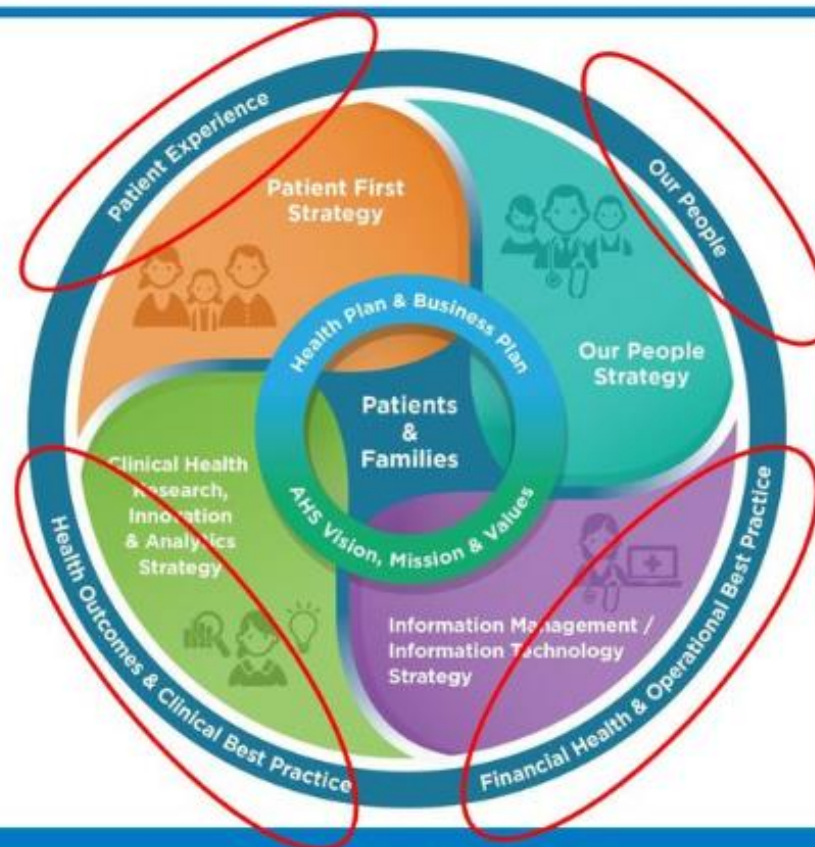 Patient Experience
Our People
Patient First
Strategy
Our People
Strategy
Health Plan & Business Plan
Patients
&
Families
AHS Vision, Mission & Values
Clinical Health
Research,
Innovation
& Analytics
Strategy
Information Management /
Information Technology
Strategy
Health Outcomes & Clinical Best Practice
Financial Health & Operational Best Practice